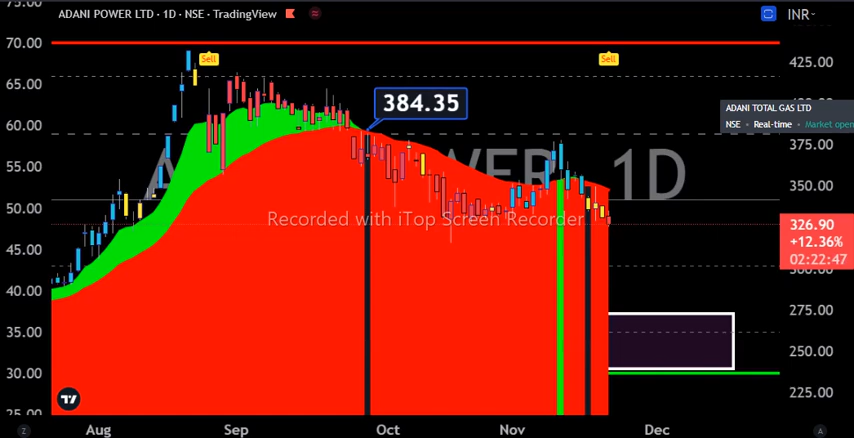 75.00
ADANI POWER LTD · 1D · NSE · TradingView
INR
70.00
Sell
Sell
425.00
65.00
384.35
ADANI TOTAL GAS LTD
NSE • Real-time • Market open
60.00
375.00
POWER 1D
55.00
350.00
50.00
Recorded with iTop Screen Recorder
326.90
+12.36%
02:22:47
45.00
300.00
40.00
275.00
35.00
250.00
30.00
225.00
25.00
Z
Aug
Sep
Oct
Nov
Dec
A